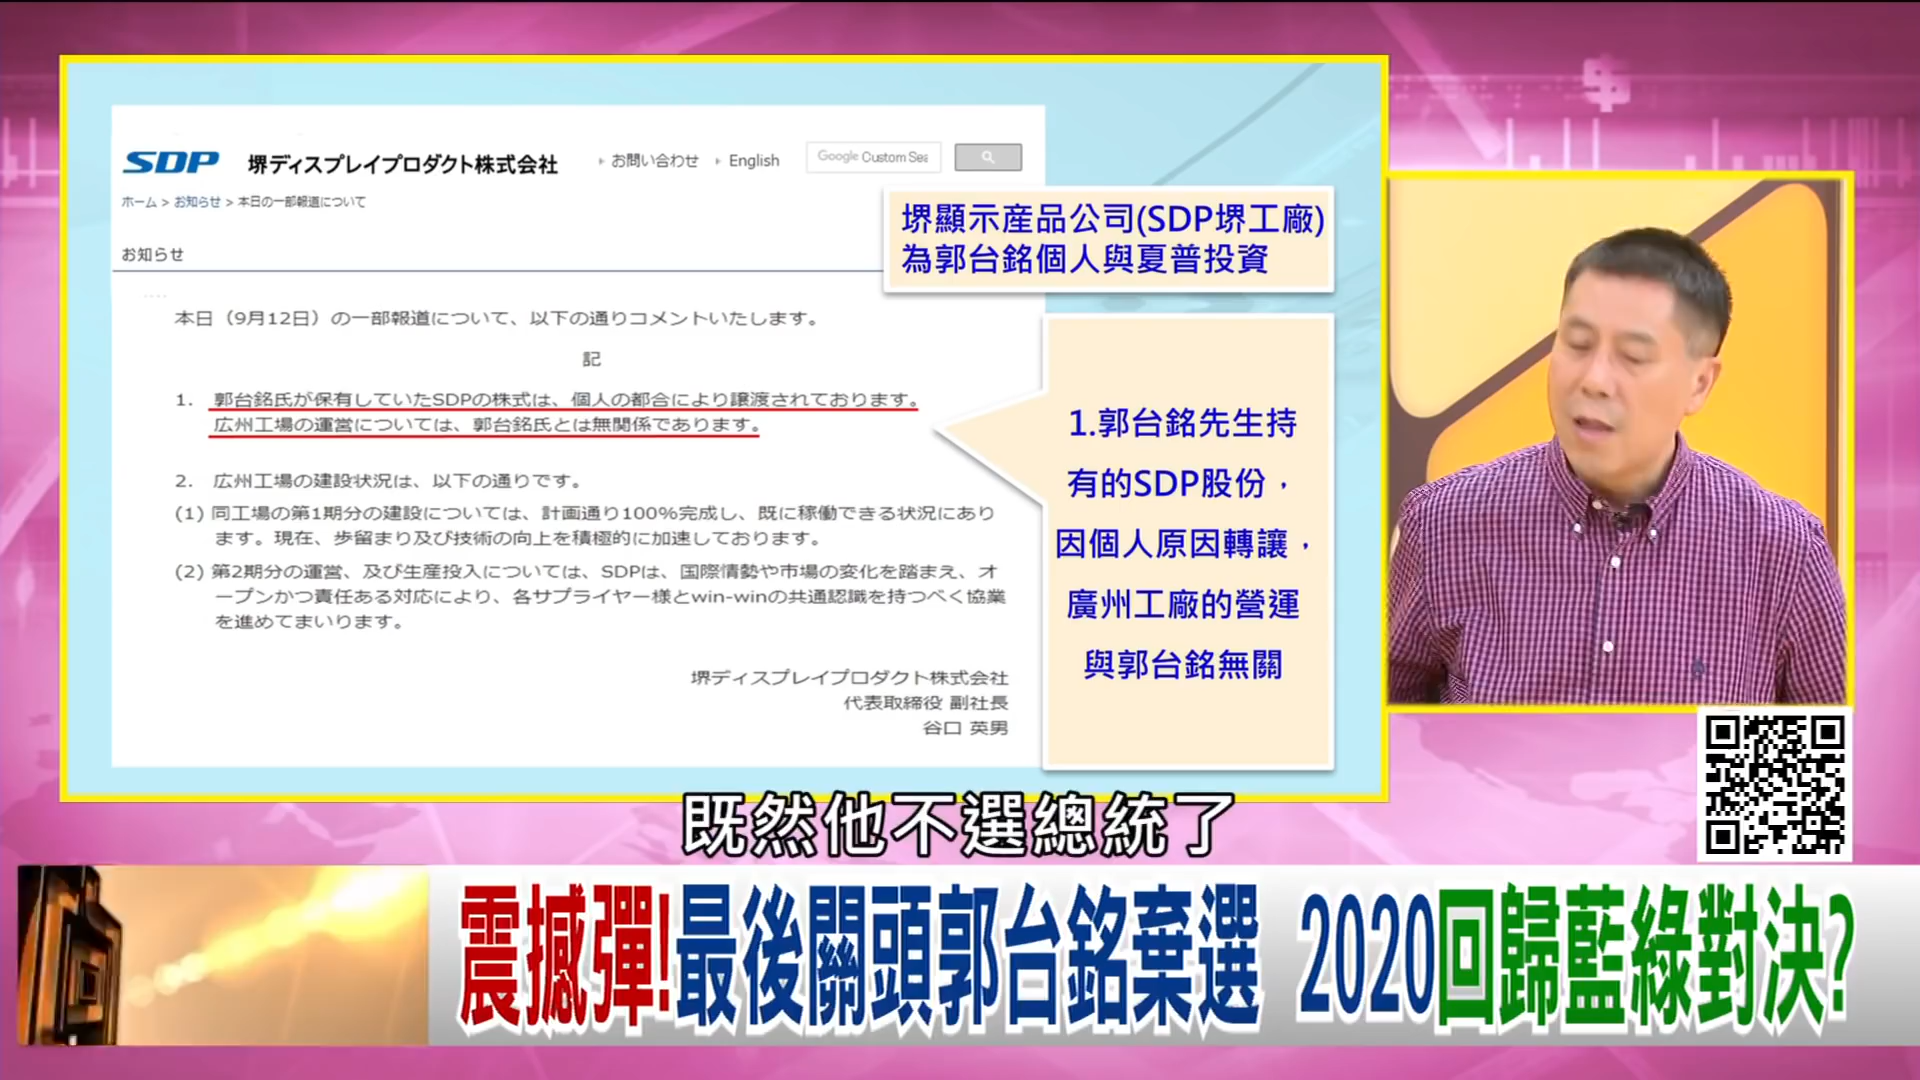 SDP 堺ディスプレイプロダクト株式会社 お問い合わせ English Google Custom Sea
ホーム > お知らせ > 本日の一部報道について
お知らせ
堺顯示産品公司(SDP堺工廠)
為郭台銘個人與夏普投資
本日（9月12日）の一部報道について、以下の通りコメントいたします。
記
1. 郭台銘氏が保有していたSDPの株式は、個人の都合により譲渡されております。
広州工場の運営については、郭台銘氏とは無関係であります。
2. 広州工場の建設状況は、以下の通りです。
(1) 同工場の第1期分の建設については、計画通り100%完成し、既に稼働できる状況にあり
ます。現在、歩留まり及び技術の向上を積極的に加速しております。
(2) 第2期分の運営、及び生産投入については、SDPは、国際情勢や市場の変化を踏まえ、オ
ープンかつ責任ある対応により、各サプライヤー様とwin-winの共通認識を持つべく協業
を進めてまいります。
堺ディスプレイプロダクト株式会社
代表取締役 副社長
谷口 英男
1.郭台銘先生持
有的SDP股份，
因個人原因轉讓，
廣州工廠的營運
與郭台銘無關
既然他不選總統了
震撼彈!最後關頭郭台銘棄選 2020回歸藍綠對決?